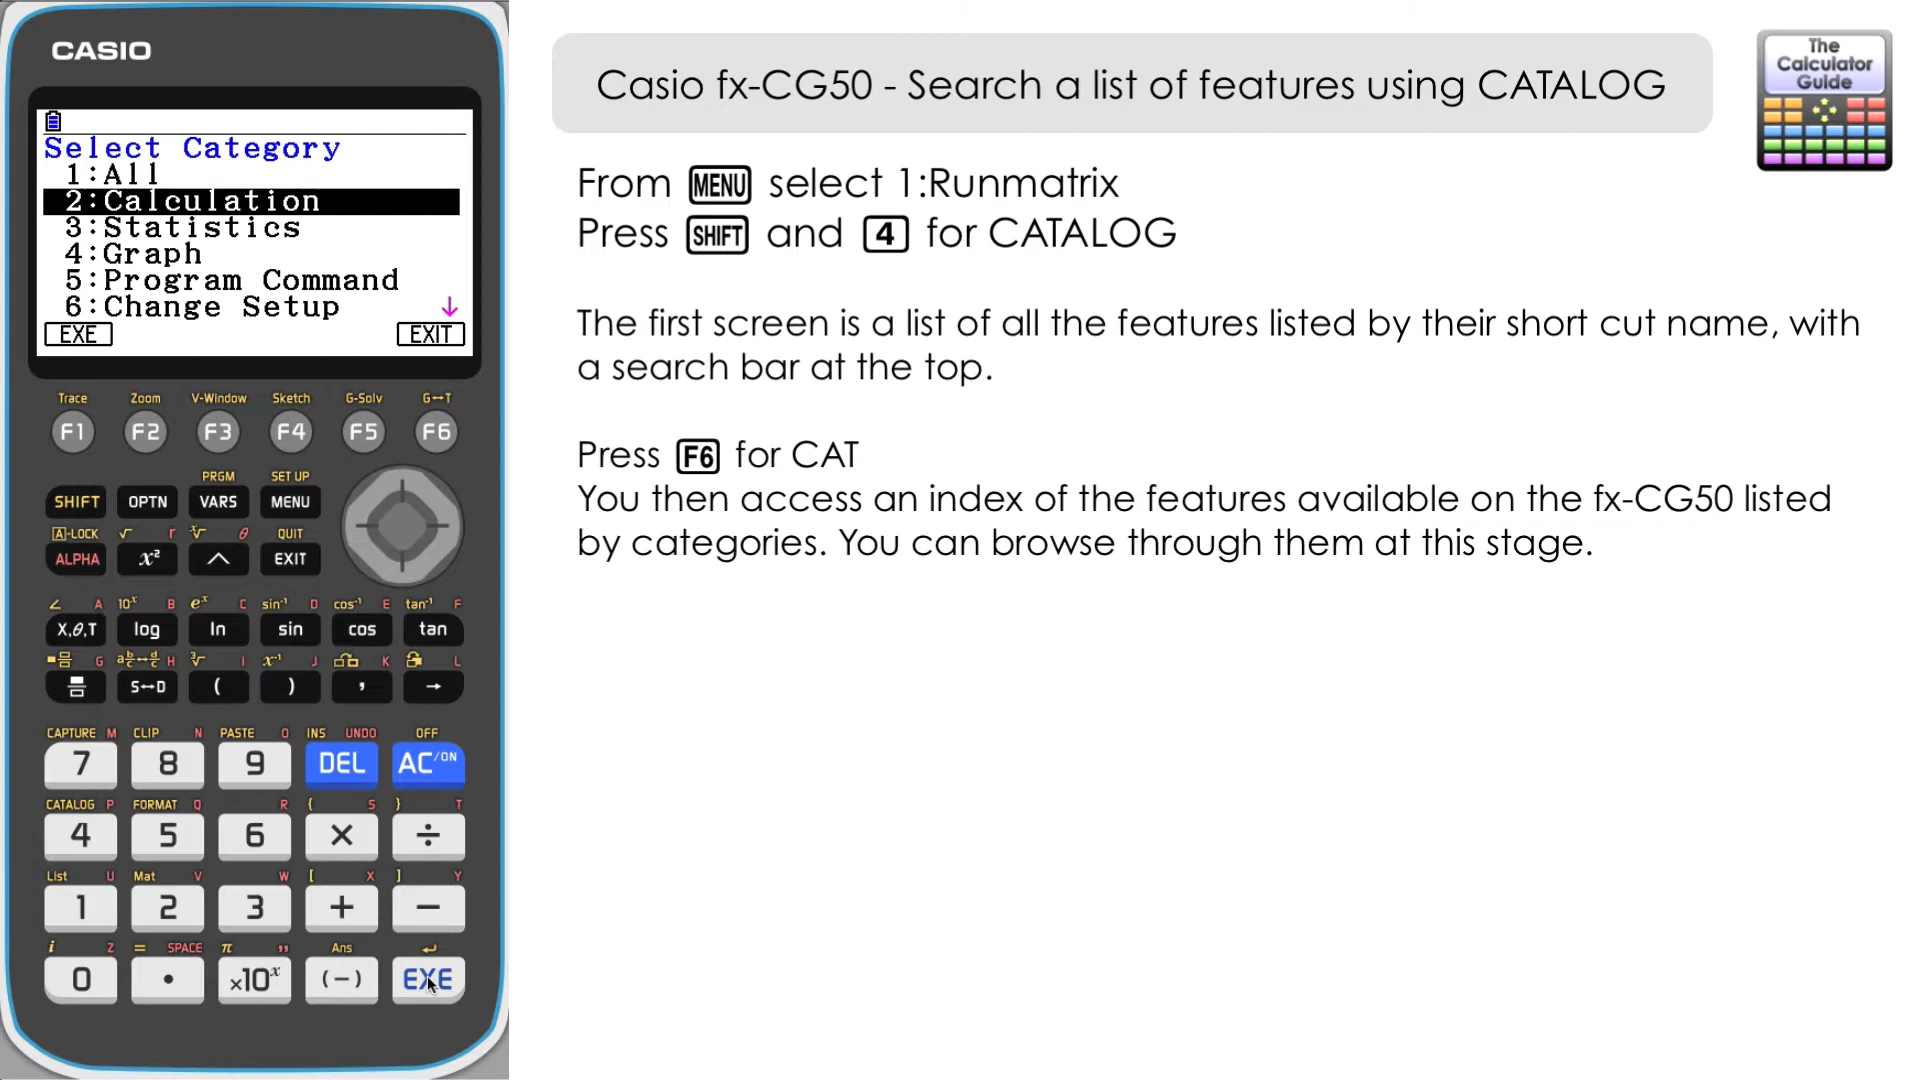 CASIO
Select Category
1:All
2:Calculation
3:Statistics
4:Graph
5:Program Command
6:Change Setup
EXE EXIT
Trace Zoom V-Window Sketch G-Solv G↔T
F1 F2 F3 F4 F5 F6
PRGM SET UP
SHIFT OPTN VARS MENU
A-LOCK √ r ˣ√ θ QUIT
ALPHA x² ^ EXIT
∠ A 10ˣ B eˣ C sin⁻¹ D cos⁻¹ E tan⁻¹ F
X,θ,T log ln sin cos tan
G a b/c↔d/c H ³√ I x⁻¹ J K L
S↔D ( ) , →
CAPTURE M CLIP N PASTE O INS UNDO OFF
7 8 9 DEL AC/ON
CATALOG P FORMAT Q R { S } T
4 5 6 × ÷
List U Mat V W [ X ] Y
1 2 3 + −
i Z = SPACE π " Ans ↵
0 • ×10ˣ (−) EXE
Casio fx-CG50 - Search a list of features using CATALOG
The
Calculator
Guide
From MENU select 1:Runmatrix
Press SHIFT and 4 for CATALOG
The first screen is a list of all the features listed by their short cut name, with
a search bar at the top.
Press F6 for CAT
You then access an index of the features available on the fx-CG50 listed
by categories. You can browse through them at this stage.